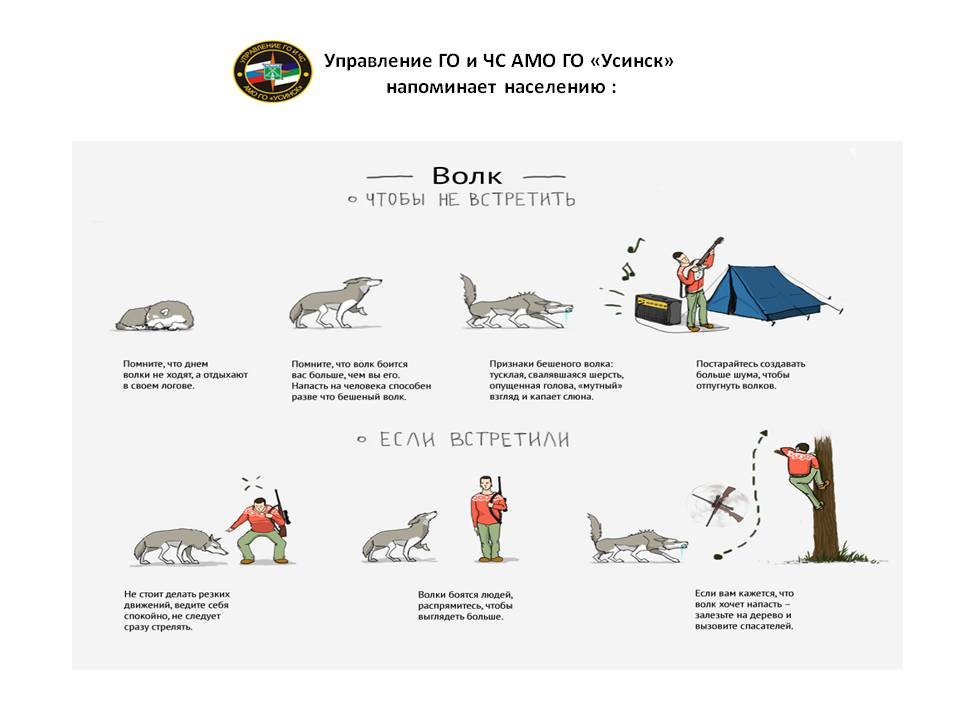 УПРАВЛЕНИЕ ГО И ЧС
АМО ГО «УСИНСК»
Управление ГО и ЧС АМО ГО «Усинск»
напоминает населению :
Волк
ЧТОБЫ НЕ ВСТРЕТИТЬ
Помните, что днем
волки не ходят, а отдыхают
в своем логове.
Помните, что волк боится
вас больше, чем вы его.
Напасть на человека способен
разве что бешеный волк.
Признаки бешеного волка:
тусклая, свалявшаяся шерсть,
опущенная голова, «мутный»
взгляд и капает слюна.
Постарайтесь создавать
больше шума, чтобы
отпугнуть волков.
ЕСЛИ ВСТРЕТИЛИ
Не стоит делать резких
движений, ведите себя
спокойно, не следует
сразу стрелять.
Волки боятся людей,
распрямитесь, чтобы
выглядеть больше.
Если вам кажется, что
волк хочет напасть –
залезьте на дерево и
вызовите спасателей.